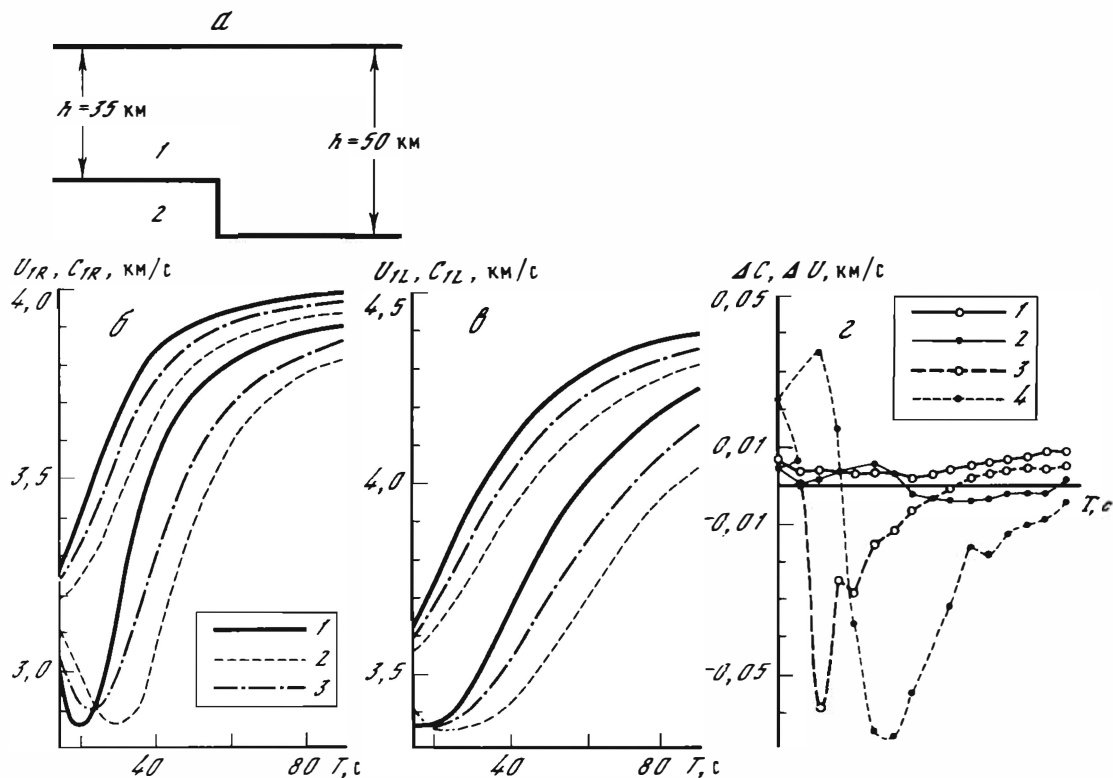 а
h=35 км
h=50 км
1
2
U1R, C1R, км/с
4,0
3,5
3,0
б
1
2
3
40
80 T, с
U1L, C1L, км/с
4,5
4,0
3,5
в
40
80 T, с
ΔC, ΔU, км/с
0,05
0,01
-0,01
-0,05
г
1
2
3
4
T, с